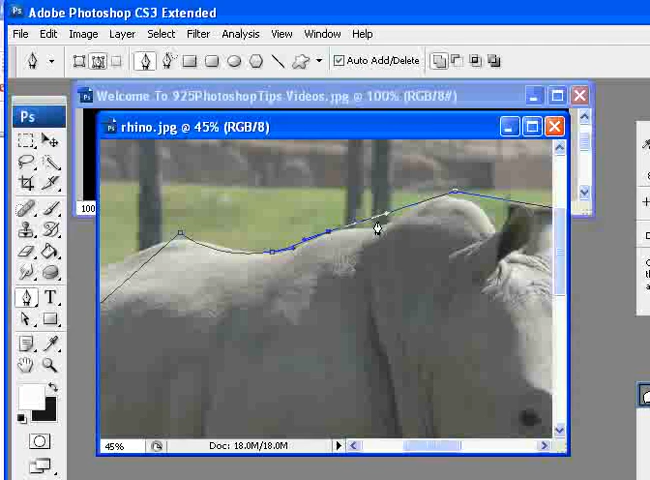 Adobe Photoshop CS3 Extended
File Edit Image Layer Select Filter Analysis View Window Help
Auto Add/Delete
Welcome To 925PhotoshopTips Videos.jpg @ 100% (RGB/8#)
Ps
rhino.jpg @ 45% (RGB/8)
100
T
45% Doc: 18.0M/18.0M